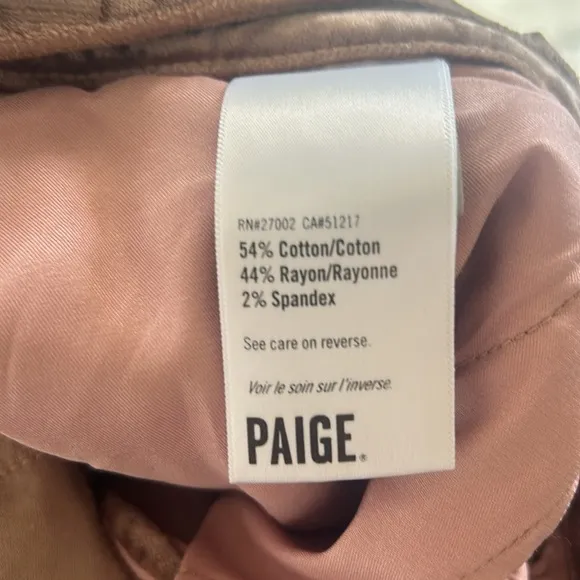 RN#27002 CA#51217
54% Cotton/Coton
44% Rayon/Rayonne
2% Spandex
See care on reverse.
Voir le soin sur l'inverse.
PAIGE.